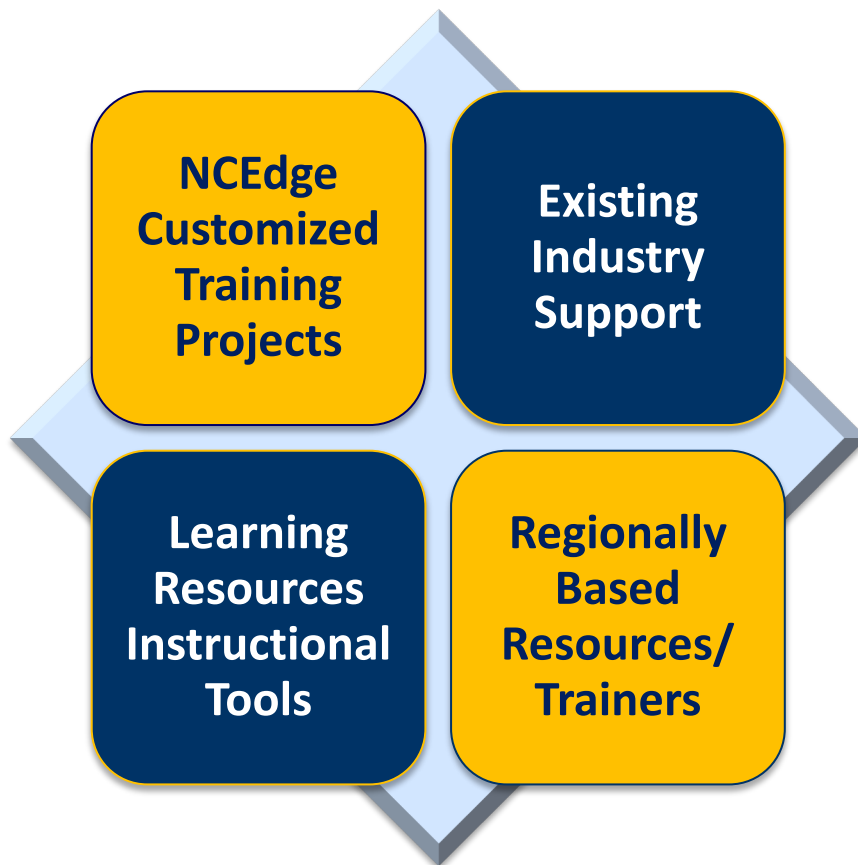 NCEdge
Customized
Training
Projects
Existing
Industry
Support
Learning
Resources
Instructional
Tools
Regionally
Based
Resources/
Trainers